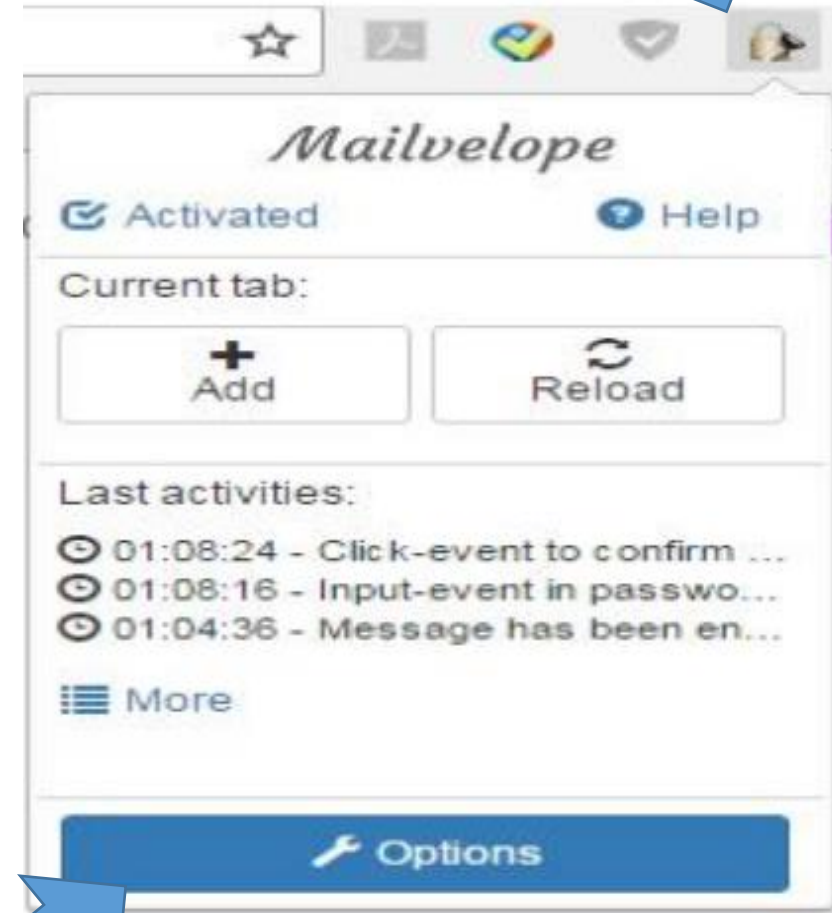 Mailvelope
Activated Help
Current tab:
Add Reload
Last activities:
01:08:24 - Click-event to confirm ...
01:08:16 - Input-event in passwo...
01:04:36 - Message has been en...
More
Options